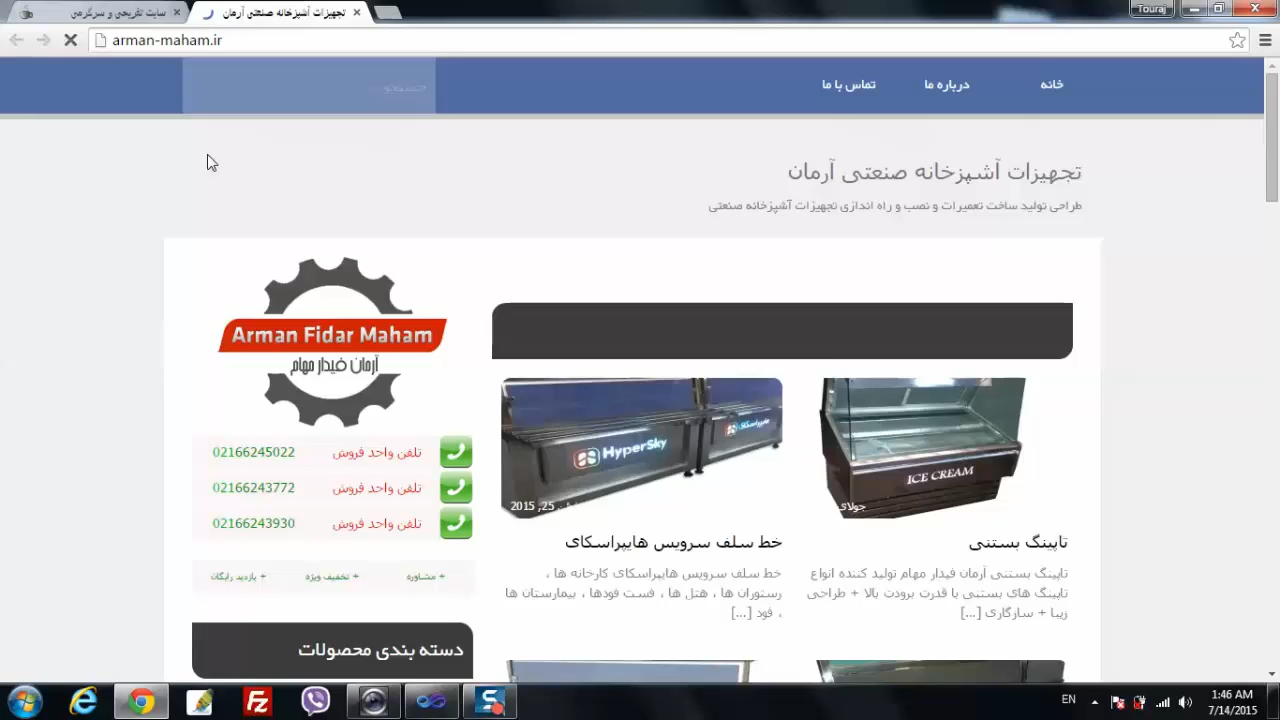 سایت تفریحی و سرگرمی
تجهیزات آشپزخانه صنعتی آرمان
Touraj
arman-maham.ir
خانه
درباره ما
تماس با ما
تجهیزات آشپزخانه صنعتی آرمان
طراحی تولید ساخت تعمیرات و نصب و راه اندازی تجهیزات آشپزخانه صنعتی
Arman Fidar Maham
آرمان فیدار مهام
تلفن واحد فروش 02166245022
تلفن واحد فروش 02166243772
تلفن واحد فروش 02166243930
+ مشاوره
+ تخفیف ویژه
+ بازدید رایگان
دسته بندی محصولات
ICE CREAM
جولای
تاپینگ بستنی
تاپینگ بستنی آرمان فیدار مهام تولید کننده انواع
تاپینگ های بستنی با قدرت برودت بالا + طراحی
زیبا + سازگاری [...]
HyperSky
هایپراسکای
25, 2015
خط سلف سرویس هایپراسکای
خط سلف سرویس هایپراسکای کارخانه ها ،
رستوران ها ، هتل ها ، فست فودها ، بیمارستان ها
، فود [...]
EN
1:46 AM
7/14/2015